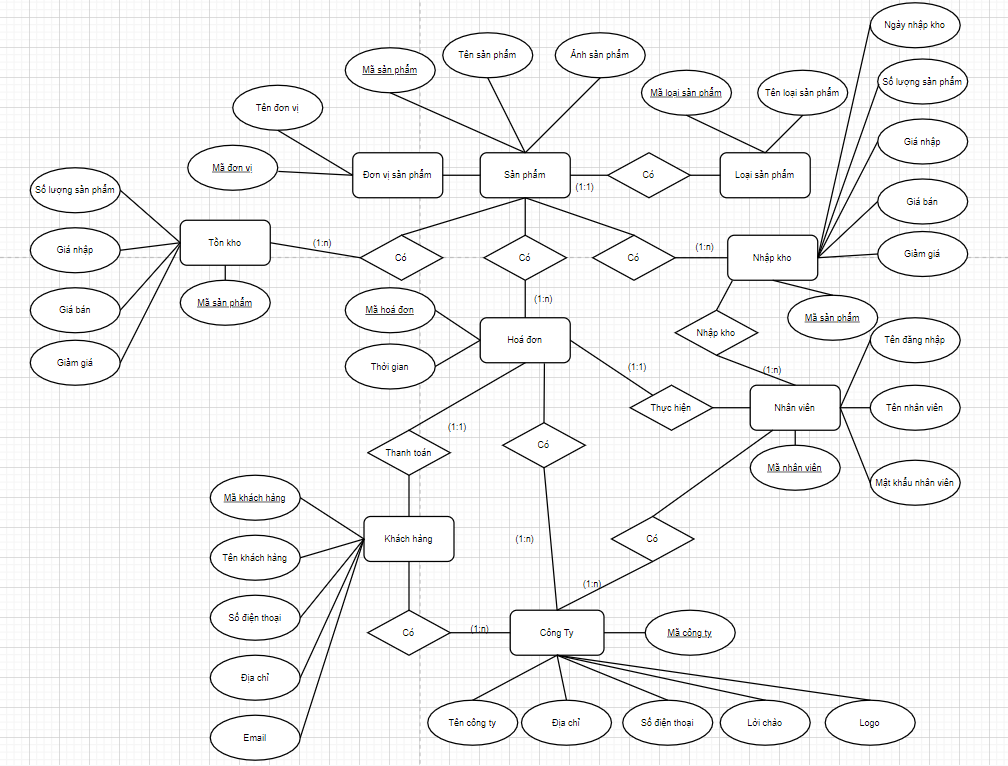 Ngày nhập kho
Tên sản phẩm
Ảnh sản phẩm
Mã sản phẩm
Số lượng sản phẩm
Mã loại sản phẩm
Tên loại sản phẩm
Tên đơn vị
Giá nhập
Mã đơn vị
Đơn vị sản phẩm
Sản phẩm
Có
Loại sản phẩm
(1:1)
Số lượng sản phẩm
Giá bán
Tồn kho
(1:n)
(1:n)
Giá nhập
Có
Có
Có
Nhập kho
Giảm giá
Mã sản phẩm
(1:n)
Giá bán
Mã hoá đơn
Mã sản phẩm
Nhập kho
Hoá đơn
Tên đăng nhập
Giảm giá
Thời gian
(1:1)
(1:n)
Thực hiện
Nhân viên
Tên nhân viên
(1:1)
Có
Thanh toán
Mã nhân viên
Mật khẩu nhân viên
Mã khách hàng
Khách hàng
(1:n)
Có
Tên khách hàng
(1:n)
Số điện thoại
(1:n)
Có
Công Ty
Mã công ty
Địa chỉ
Tên công ty
Địa chỉ
Số điện thoại
Lời chào
Logo
Email